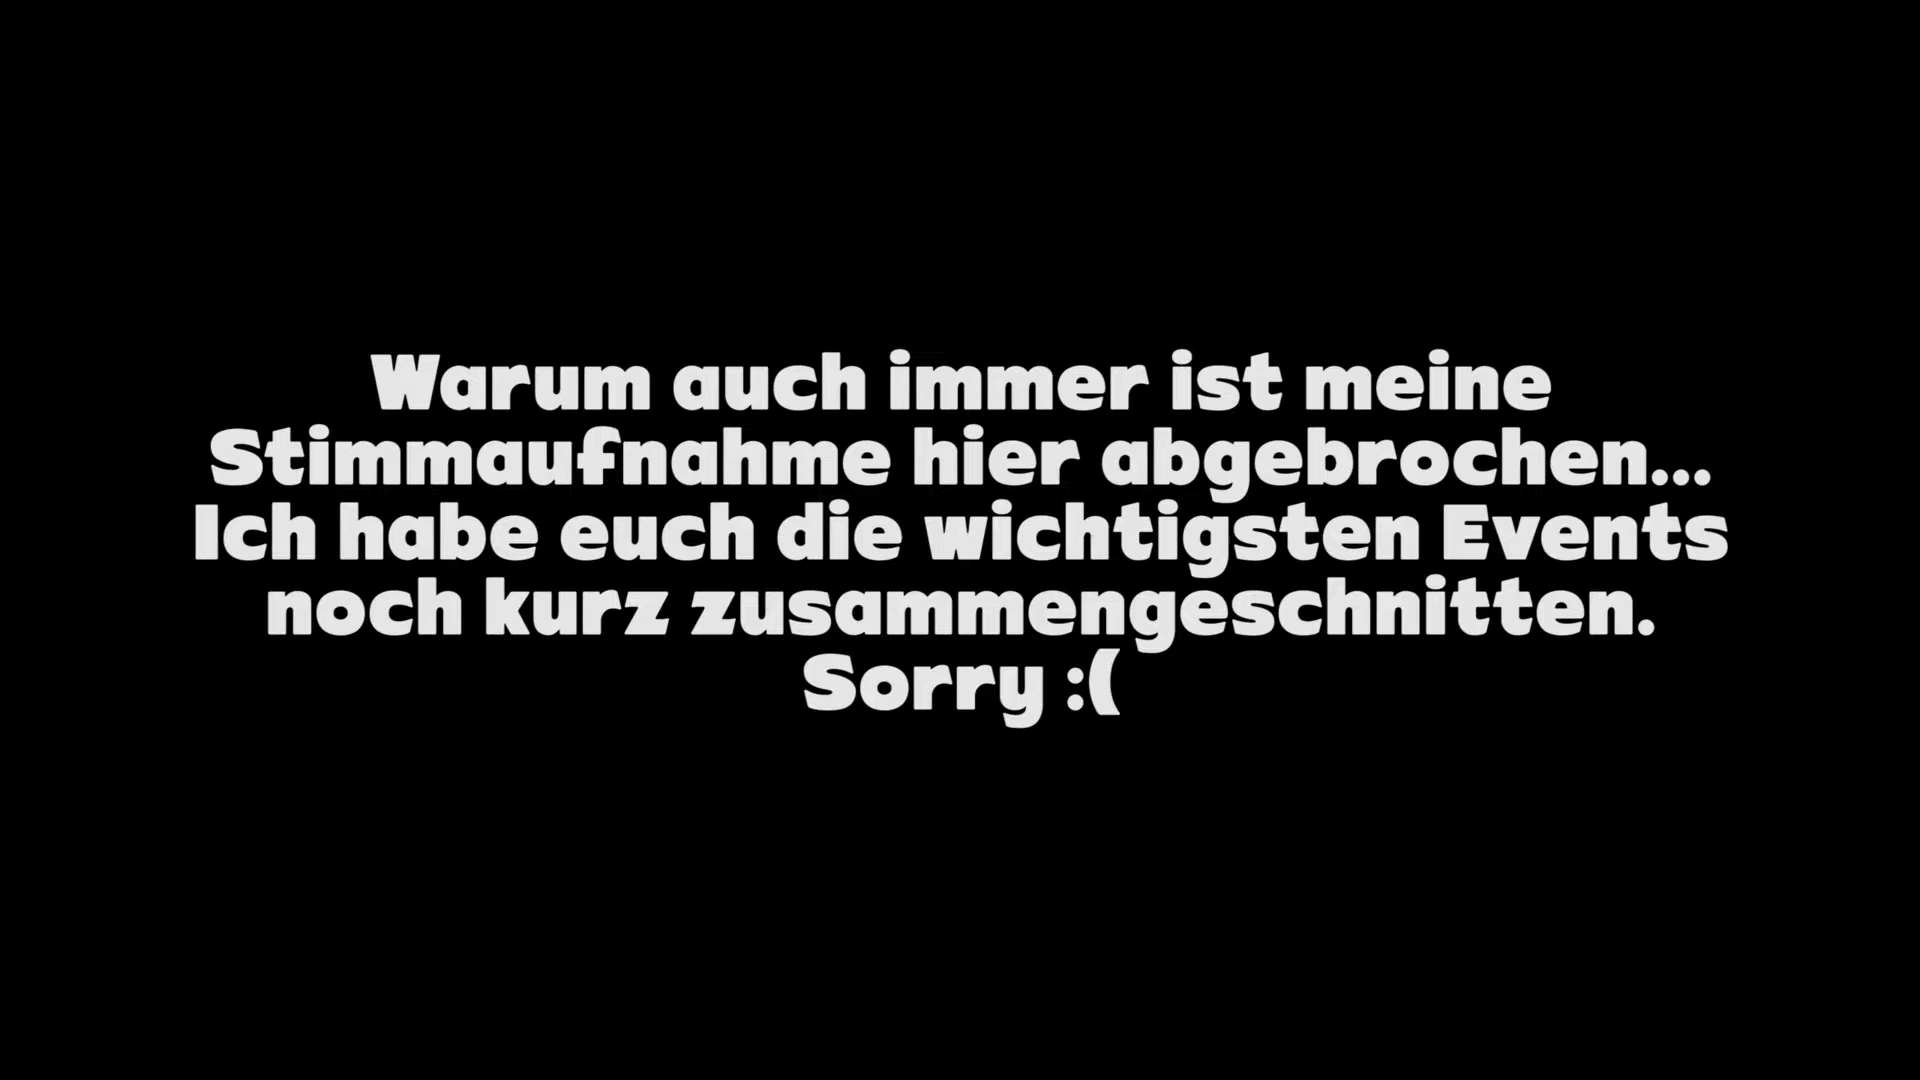 Warum auch immer ist meine
Stimmaufnahme hier abgebrochen...
Ich habe euch die wichtigsten Events
noch kurz zusammengeschnitten.
Sorry :(